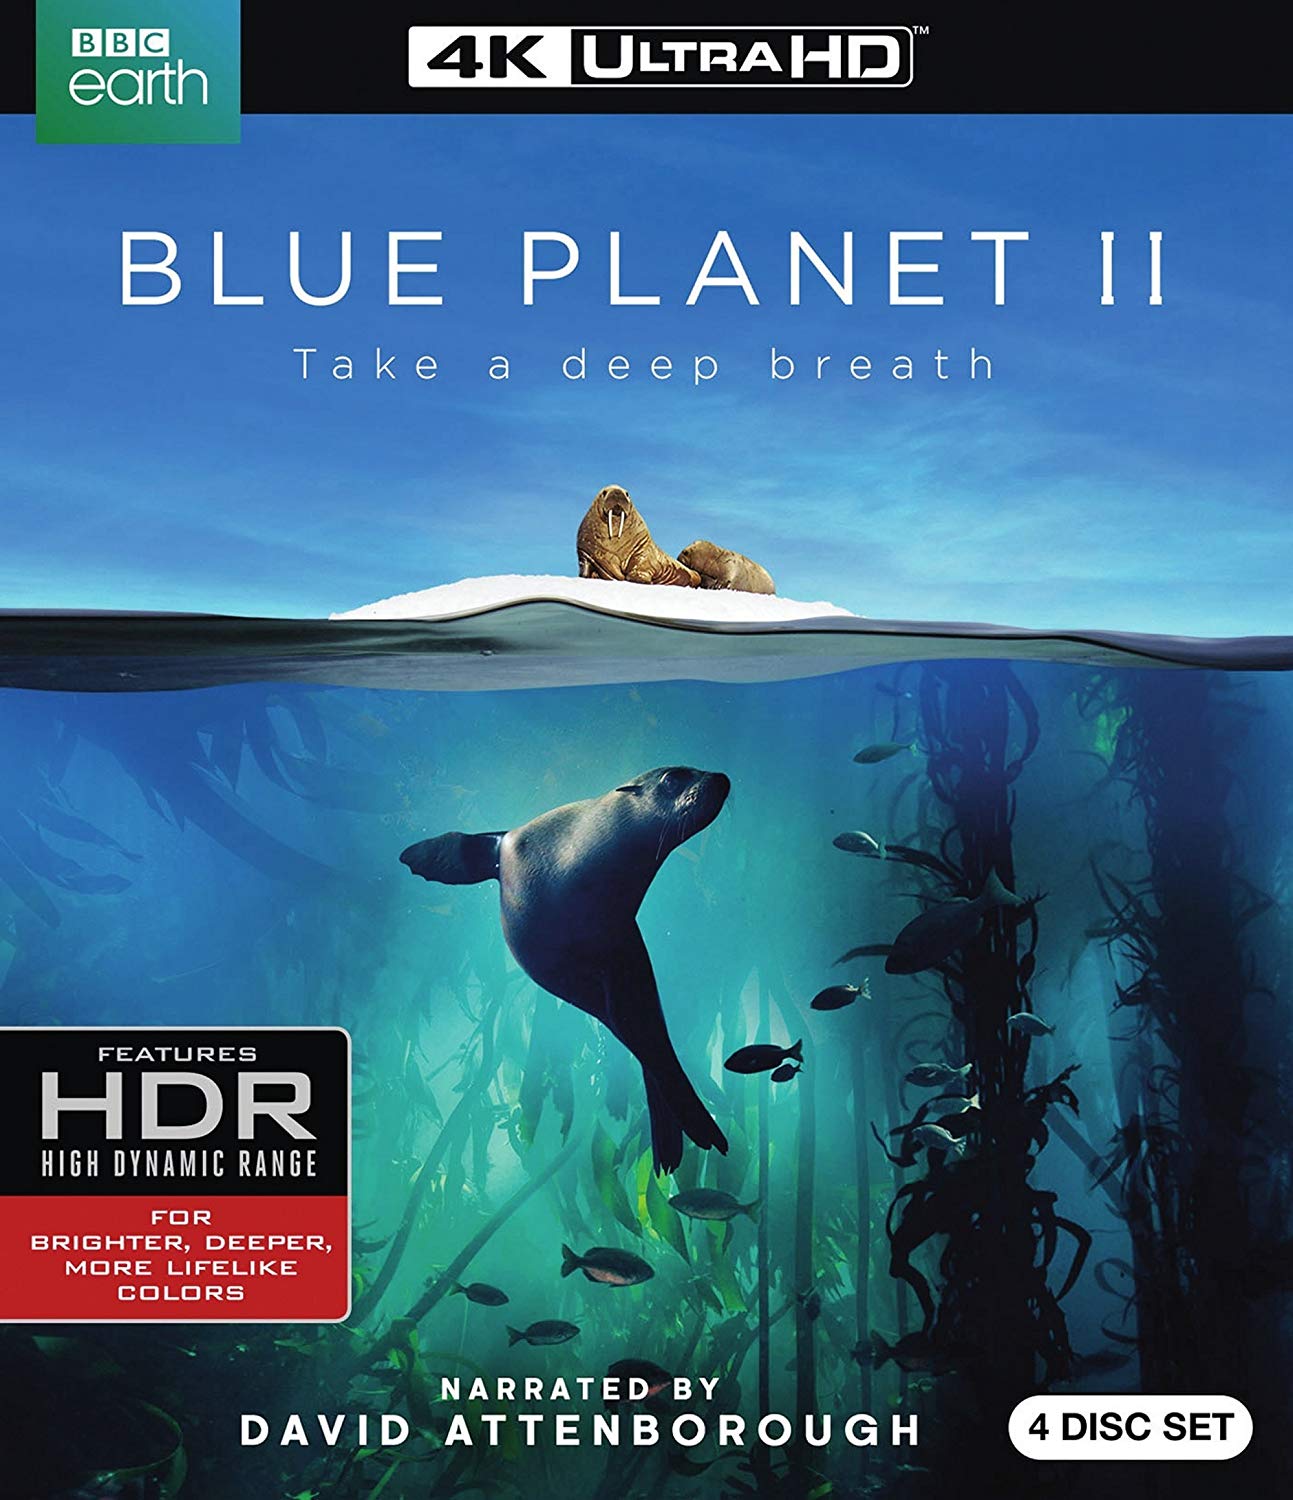 BBC
earth
4K ULTRA HD™
BLUE PLANET II
Take a deep breath
FEATURES
HDR
HIGH DYNAMIC RANGE
FOR
BRIGHTER, DEEPER,
MORE LIFELIKE
COLORS
NARRATED BY
DAVID ATTENBOROUGH
4 DISC SET